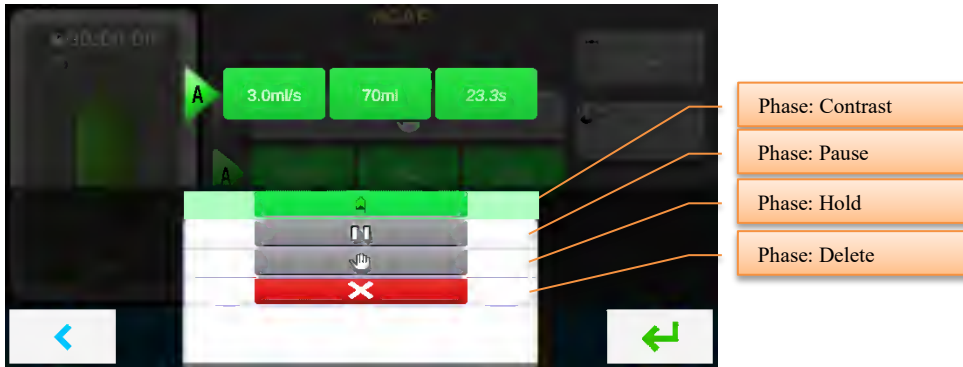 A
3.0ml/s
70ml
23.3s
A
A
Phase: Contrast
Phase: Pause
Phase: Hold
Phase: Delete